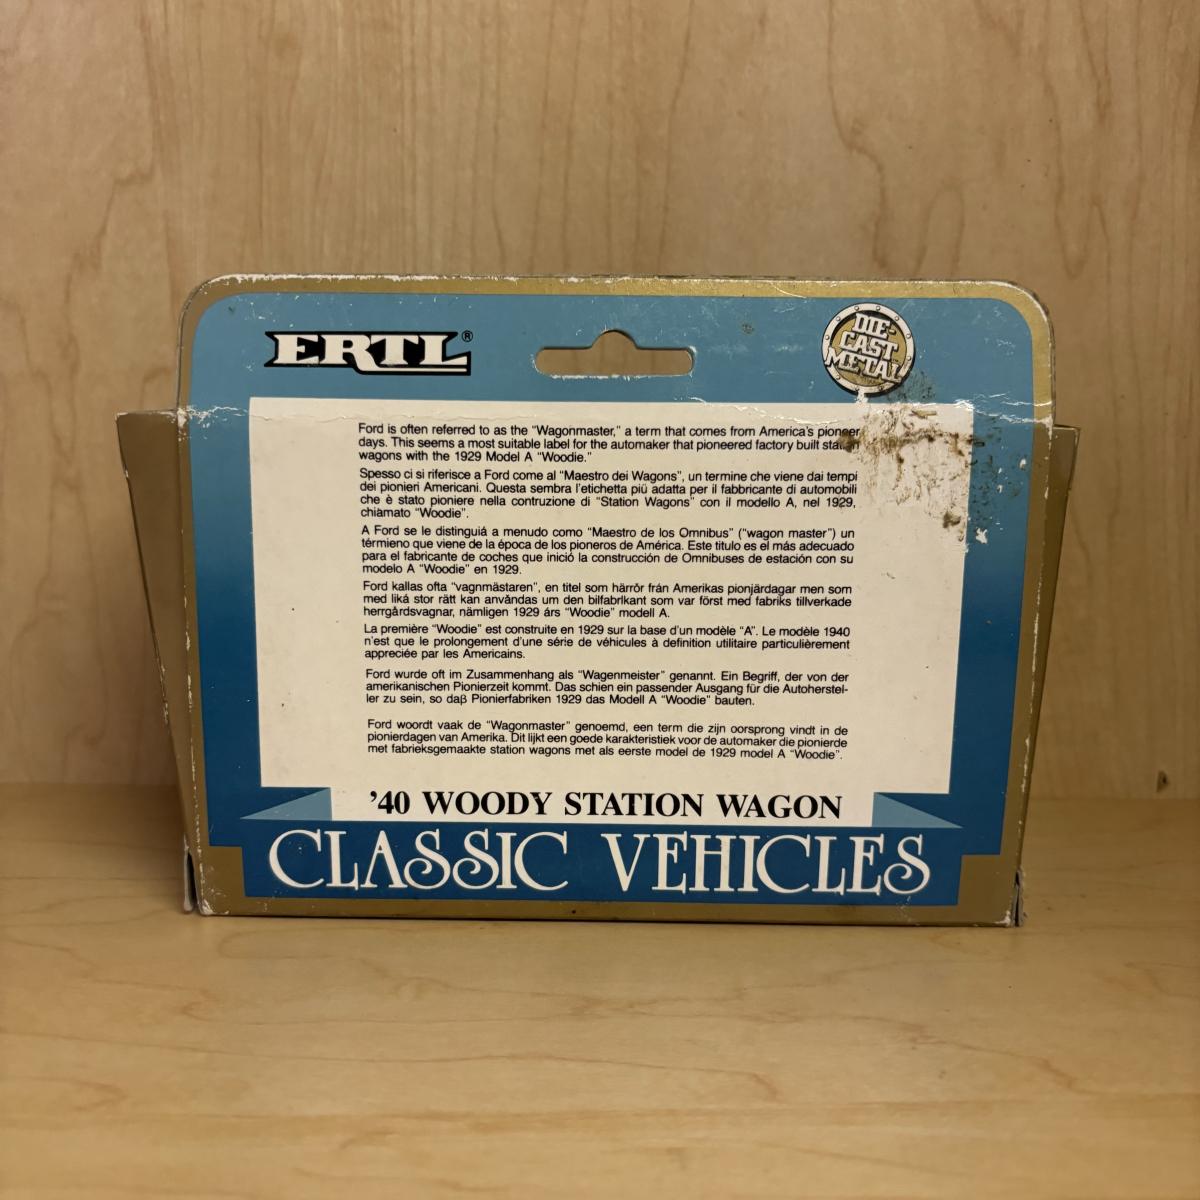 ERTL®
DIE-
CAST
METAL
Ford is often referred to as the "Wagonmaster," a term that comes from America's pioneer
days. This seems a most suitable label for the automaker that pioneered factory built station
wagons with the 1929 Model A "Woodie."
Spesso ci si riferisce a Ford come al "Maestro dei Wagons", un termine che viene dai tempi
dei pionieri Americani. Questa sembra l'etichetta più adatta per il fabbricante di automobili
che è stato pioniere nella contruzione di "Station Wagons" con il modello A, nel 1929,
chiamato "Woodie".
A Ford se le distinguiá a menudo como "Maestro de los Omnibus" ("wagon master") un
térmieno que viene de la época de los pioneros de América. Este titulo es el más adecuado
para el fabricante de coches que inició la construcción de Omnibuses de estación con su
modelo A "Woodie" en 1929.
Ford kallas ofta "vagnmästaren", en titel som härrör från Amerikas pionjärdagar men som
med liká stor rätt kan användas um den bilfabrlkant som var först med fabriks tillverkade
herrgårdsvagnar, nämligen 1929 års "Woodie" modell A.
La première "Woodie" est construite en 1929 sur la base d'un modèle "A". Le modèle 1940
n'est que le prolongement d'une série de véhicules à definition utilitaire particulièrement
appreciée par les Americains.
Ford wurde oft im Zusammenhang als "Wagenmeister" genannt. Ein Begriff, der von der
amerikanischen Pionierzeit kommt. Das schien ein passender Ausgang für die Autoherstel-
ler zu sein, so daβ Pionierfabriken 1929 das Modell A "Woodie" bauten.
Ford woordt vaak de "Wagonmaster" genoemd, een term die zijn oorsprong vindt in de
pionierdagen van Amerika. Dit lijkt een goede karakteristiek voor de automaker die pionierde
met fabrieksgemaakte station wagons met als eerste model de 1929 model A "Woodie".
'40 WOODY STATION WAGON
CLASSIC VEHICLES